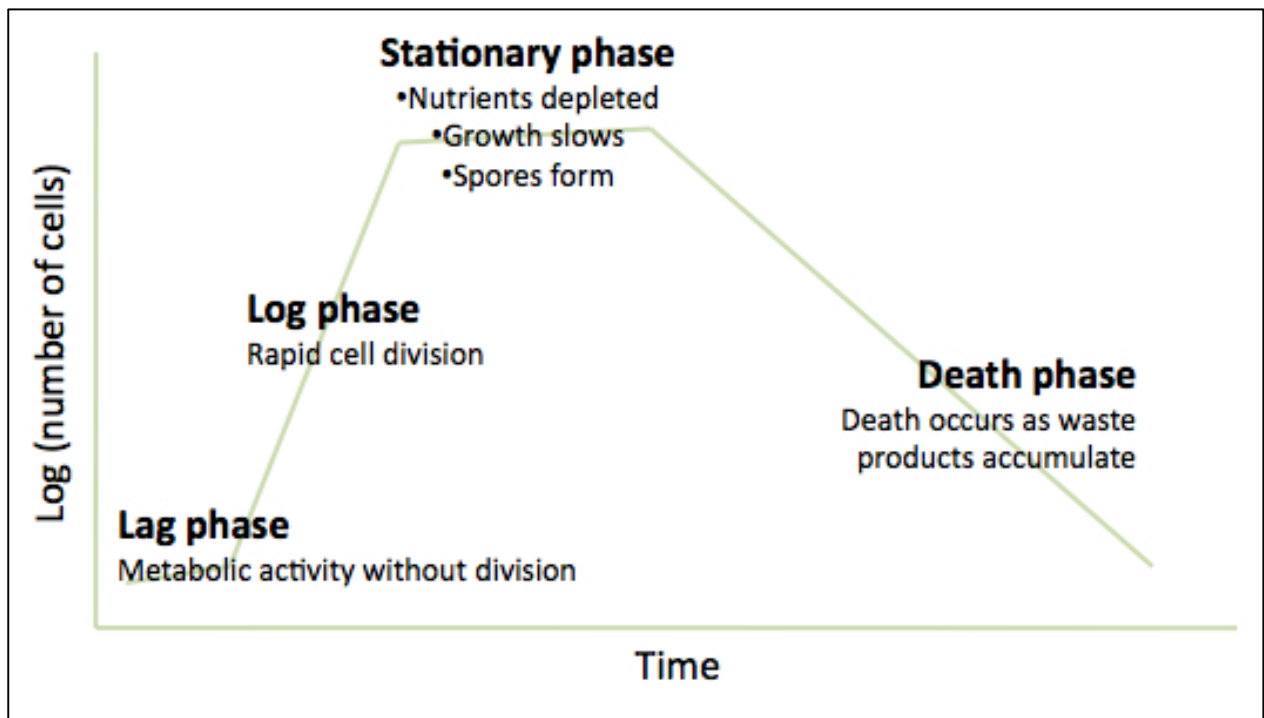 Stationary phase
•Nutrients depleted
•Growth slows
•Spores form
Log phase
Rapid cell division
Death phase
Death occurs as waste
products accumulate
Lag phase
Metabolic activity without division
Log (number of cells)
Time